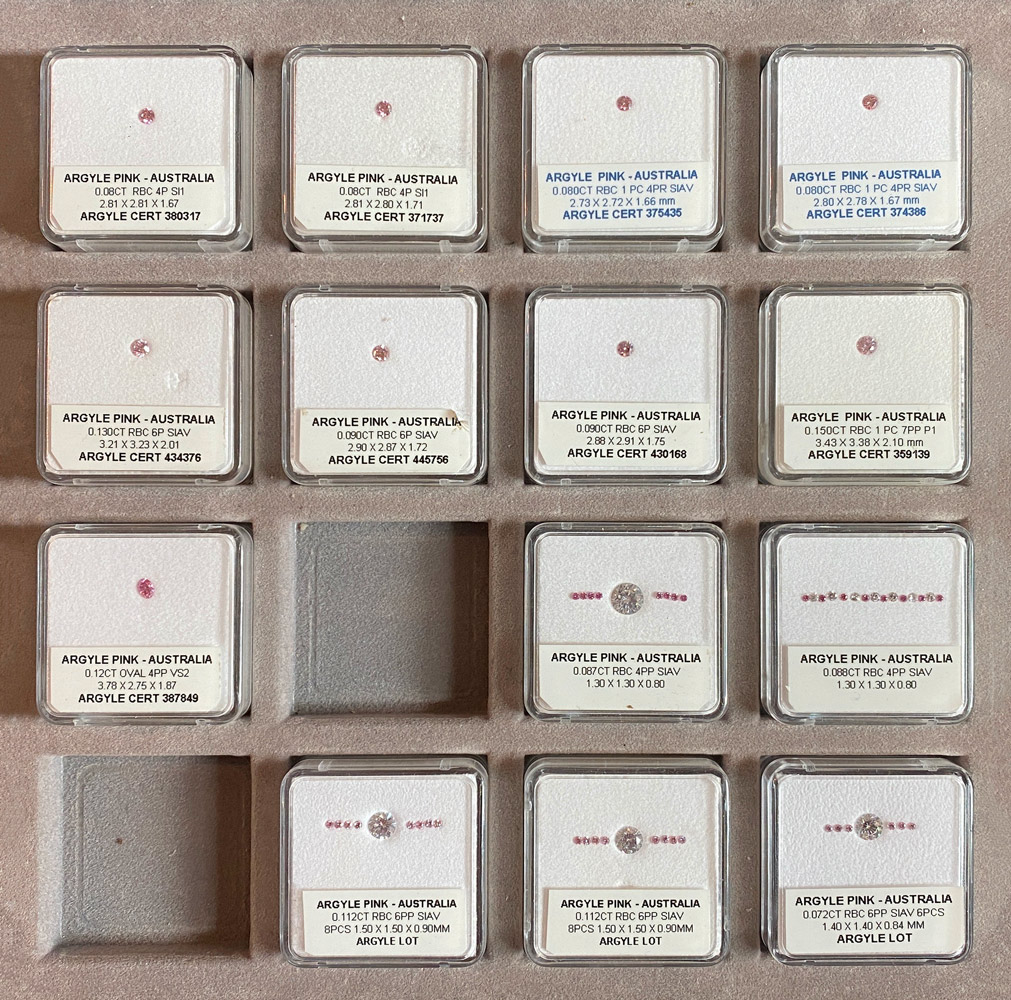 ARGYLE PINK - AUSTRALIA
0.08CT RBC 4P SI1
2.81 X 2.81 X 1.67
ARGYLE CERT 380317
ARGYLE PINK - AUSTRALIA
0.08CT RBC 4P SI1
2.81 X 2.80 X 1.71
ARGYLE CERT 371737
ARGYLE PINK - AUSTRALIA
0.080CT RBC 1 PC 4PR SIAV
2.73 X 2.72 X 1.66 mm
ARGYLE CERT 375435
ARGYLE PINK - AUSTRALIA
0.080CT RBC 1 PC 4PR SIAV
2.80 X 2.78 X 1.67 mm
ARGYLE CERT 374386
ARGYLE PINK - AUSTRALIA
0.130CT RBC 6P SIAV
3.21 X 3.23 X 2.01
ARGYLE CERT 434376
ARGYLE PINK - AUSTRALIA
0.090CT RBC 6P SIAV
2.90 X 2.87 X 1.72
ARGYLE CERT 445756
ARGYLE PINK - AUSTRALIA
0.090CT RBC 6P SIAV
2.88 X 2.91 X 1.75
ARGYLE CERT 430168
ARGYLE PINK - AUSTRALIA
0.150CT RBC 1 PC 7PP P1
3.43 X 3.38 X 2.10 mm
ARGYLE CERT 359139
ARGYLE PINK - AUSTRALIA
0.12CT OVAL 4PP VS2
3.78 X 2.75 X 1.87
ARGYLE CERT 387849
ARGYLE PINK - AUSTRALIA
0.087CT RBC 4PP SIAV
1.30 X 1.30 X 0.80
ARGYLE PINK - AUSTRALIA
0.088CT RBC 4PP SIAV
1.30 X 1.30 X 0.80
ARGYLE PINK - AUSTRALIA
0.112CT RBC 6PP SIAV
8PCS 1.50 X 1.50 X 0.90MM
ARGYLE LOT
ARGYLE PINK - AUSTRALIA
0.112CT RBC 6PP SIAV
8PCS 1.50 X 1.50 X 0.90MM
ARGYLE LOT
ARGYLE PINK - AUSTRALIA
0.072CT RBC 6PP SIAV 6PCS
1.40 X 1.40 X 0.84 MM
ARGYLE LOT